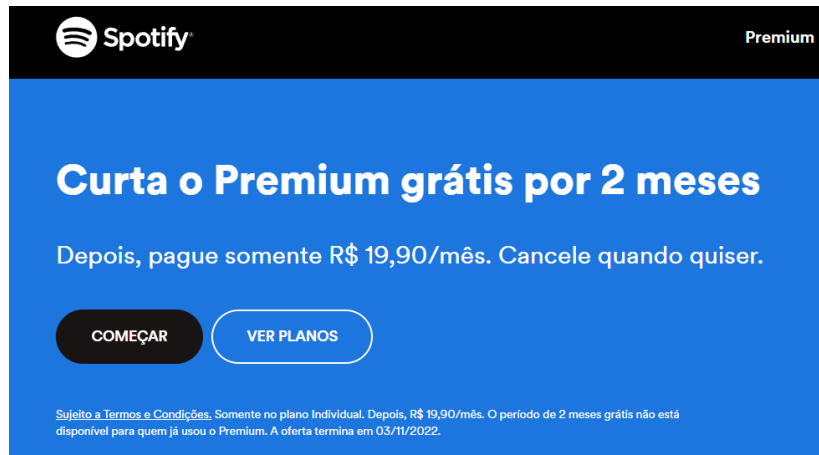 Spotify®
Premium
Curta o Premium grátis por 2 meses
Depois, pague somente R$ 19,90/mês. Cancele quando quiser.
COMEÇAR
VER PLANOS
Sujeito a Termos e Condições. Somente no plano Individual. Depois, R$ 19,90/mês. O período de 2 meses grátis não está
disponível para quem já usou o Premium. A oferta termina em 03/11/2022.